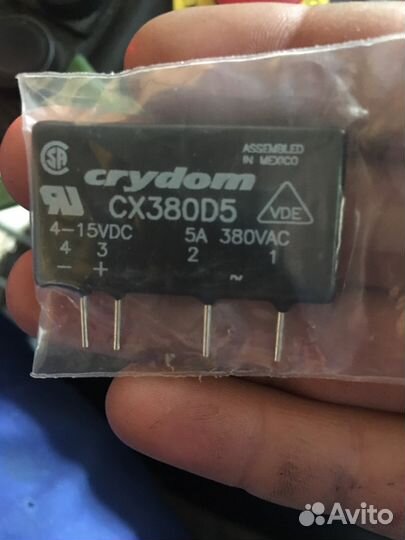 ASSEMBLED
IN MEXICO
crydom
CX380D5
VDE
4-15VDC 5A 380VAC
4 3 2 1
- + ~
Avito